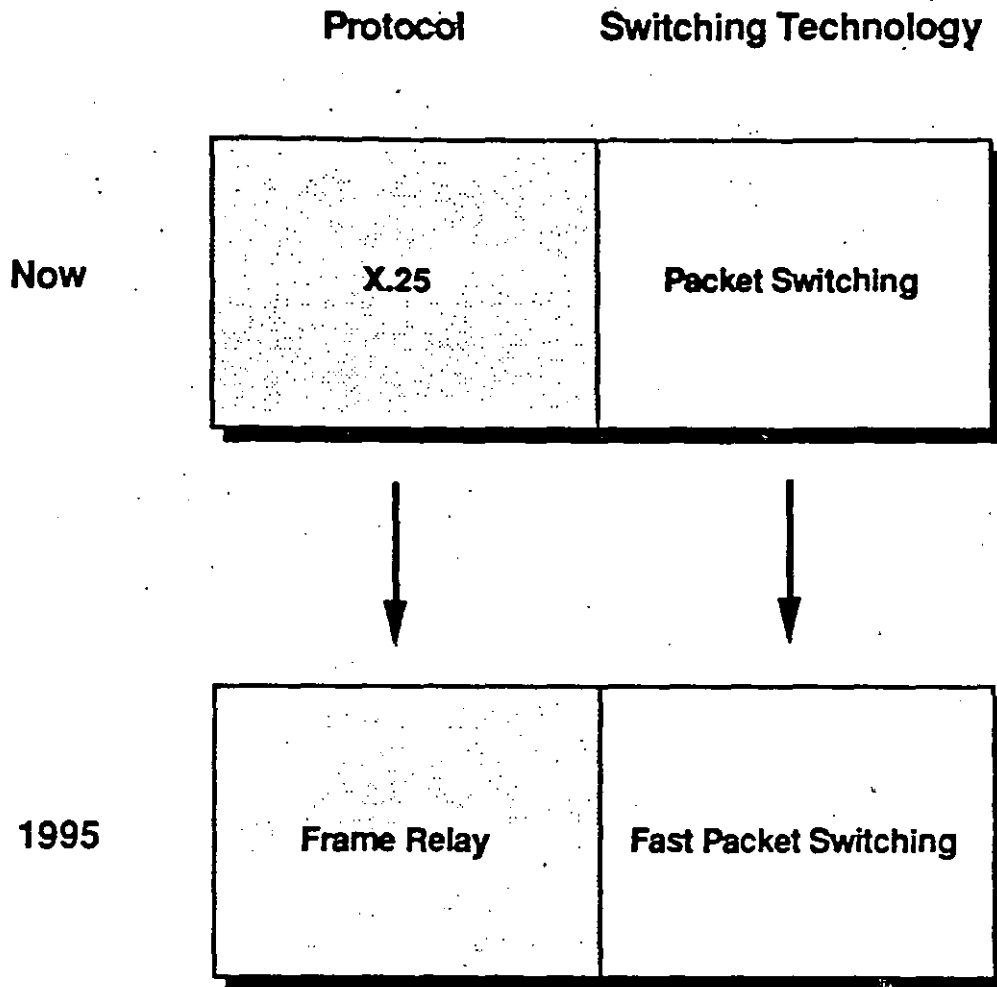 Protocol Switching Technology
Now X.25 Packet Switching
1995 Frame Relay Fast Packet Switching